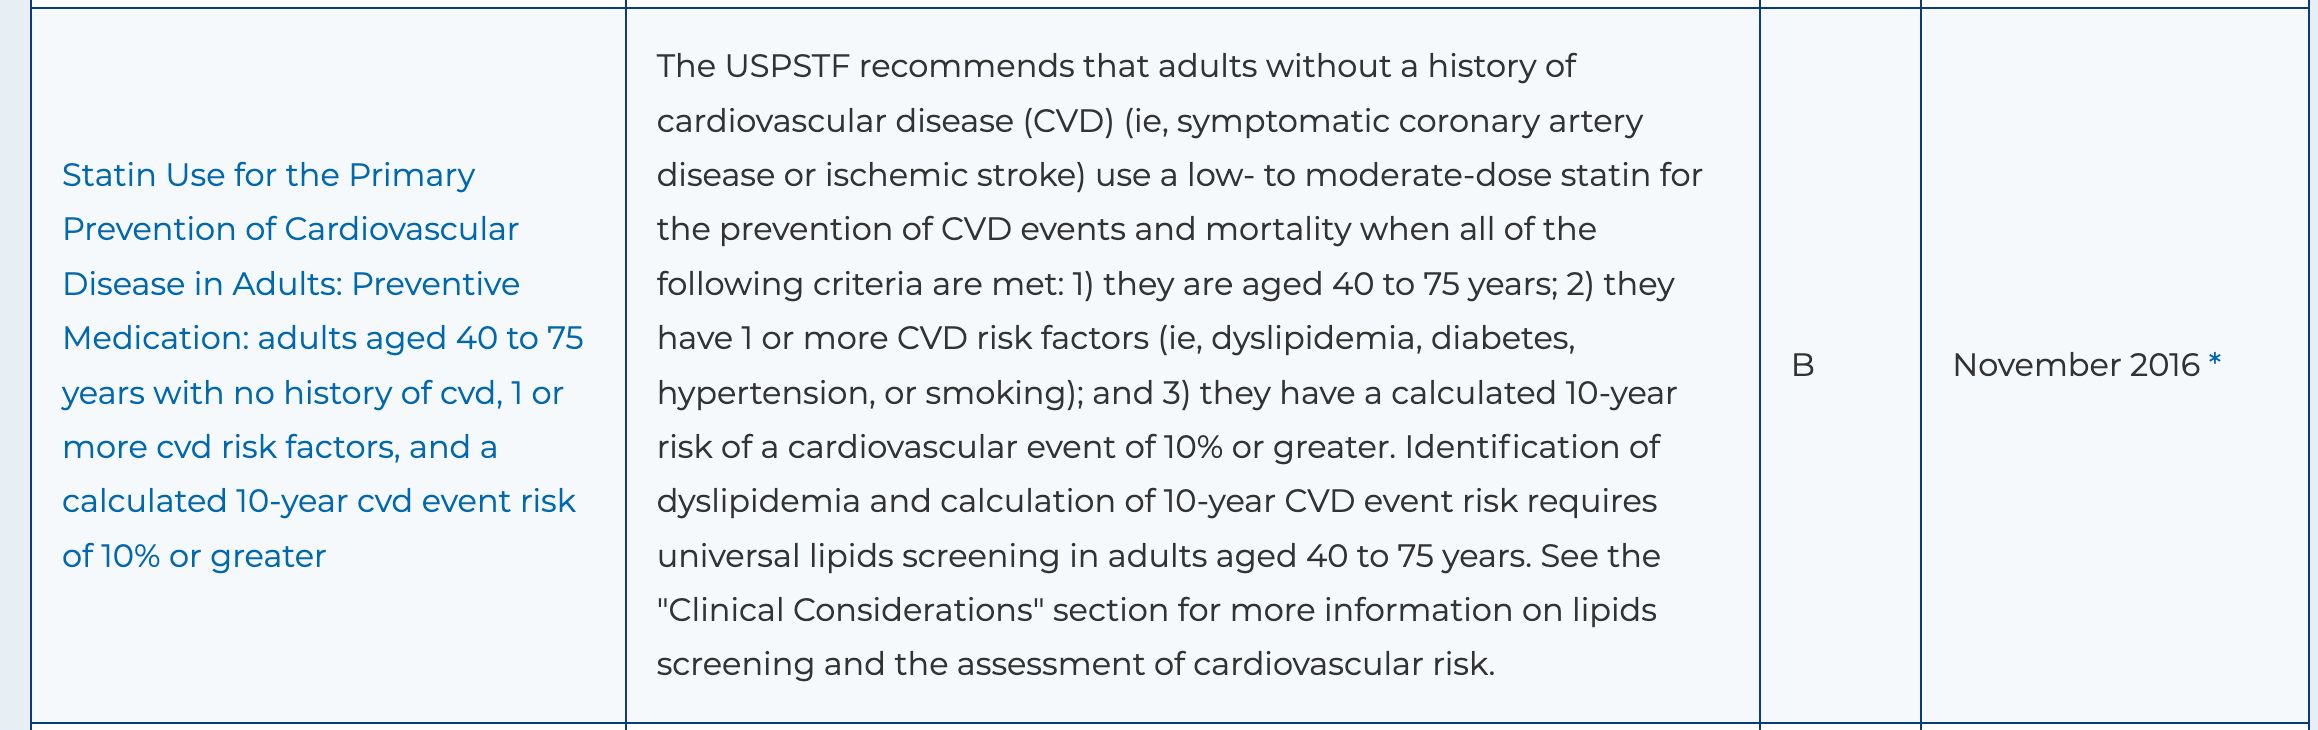 Statin Use for the Primary
Prevention of Cardiovascular
Disease in Adults: Preventive
Medication: adults aged 40 to 75
years with no history of cvd, 1 or
more cvd risk factors, and a
calculated 10-year cvd event risk
of 10% or greater
The USPSTF recommends that adults without a history of
cardiovascular disease (CVD) (ie, symptomatic coronary artery
disease or ischemic stroke) use a low- to moderate-dose statin for
the prevention of CVD events and mortality when all of the
following criteria are met: 1) they are aged 40 to 75 years; 2) they
have 1 or more CVD risk factors (ie, dyslipidemia, diabetes,
hypertension, or smoking); and 3) they have a calculated 10-year
risk of a cardiovascular event of 10% or greater. Identification of
dyslipidemia and calculation of 10-year CVD event risk requires
universal lipids screening in adults aged 40 to 75 years. See the
"Clinical Considerations" section for more information on lipids
screening and the assessment of cardiovascular risk.
B
November 2016 *